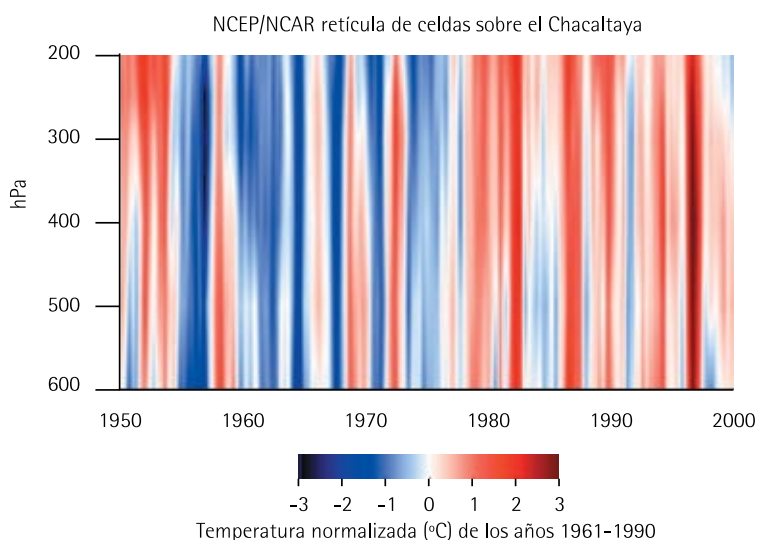 NCEP/NCAR retícula de celdas sobre el Chacaltaya
200
300
400
500
600
hPa
1950 1960 1970 1980 1990 2000
-3 -2 -1 0 1 2 3
Temperatura normalizada (ºC) de los años 1961-1990